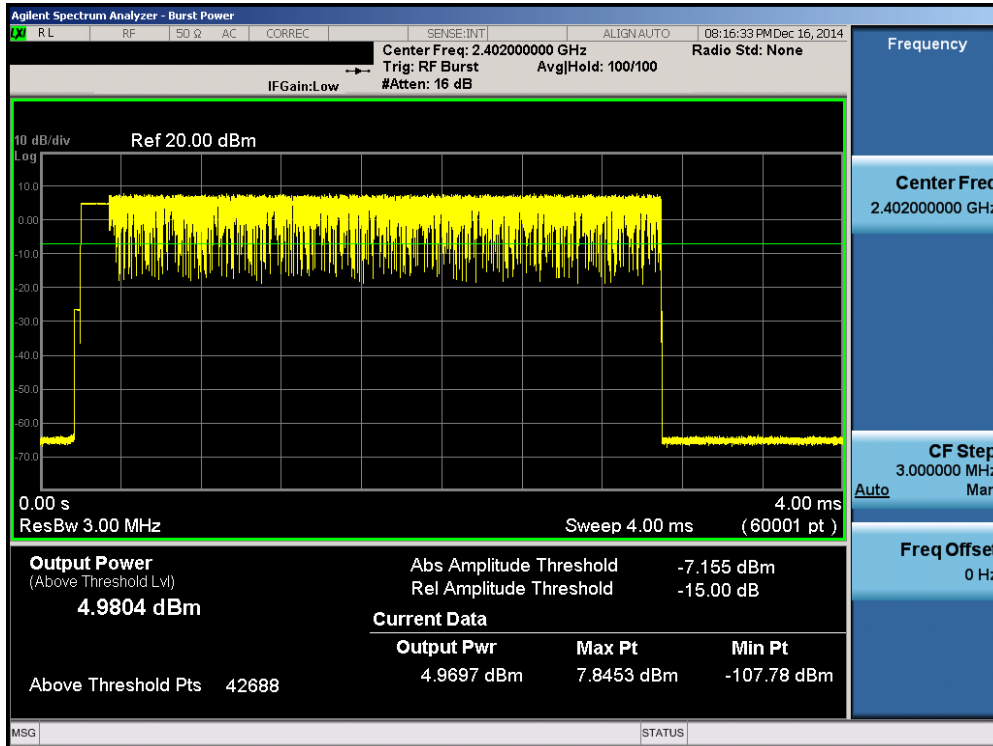 Agilent Spectrum Analyzer - Burst Power
LXI RL RF 50 Ω AC CORREC SENSE:INT ALIGNAUTO 08:16:33 PM Dec 16, 2014
Center Freq: 2.402000000 GHz Radio Std: None
Trig: RF Burst Avg|Hold: 100/100
IFGain:Low #Atten: 16 dB
10 dB/div Ref 20.00 dBm
Log
10.0
0.00
-10.0
-20.0
-30.0
-40.0
-50.0
-60.0
-70.0
0.00 s 4.00 ms
ResBw 3.00 MHz Sweep 4.00 ms (60001 pt )
Output Power
(Above Threshold Lvl)
4.9804 dBm
Above Threshold Pts 42688
Abs Amplitude Threshold -7.155 dBm
Rel Amplitude Threshold -15.00 dB
Current Data
Output Pwr Max Pt Min Pt
4.9697 dBm 7.8453 dBm -107.78 dBm
MSG STATUS
Frequency
Center Freq
2.402000000 GHz
CF Step
3.000000 MHz
Auto Man
Freq Offset
0 Hz